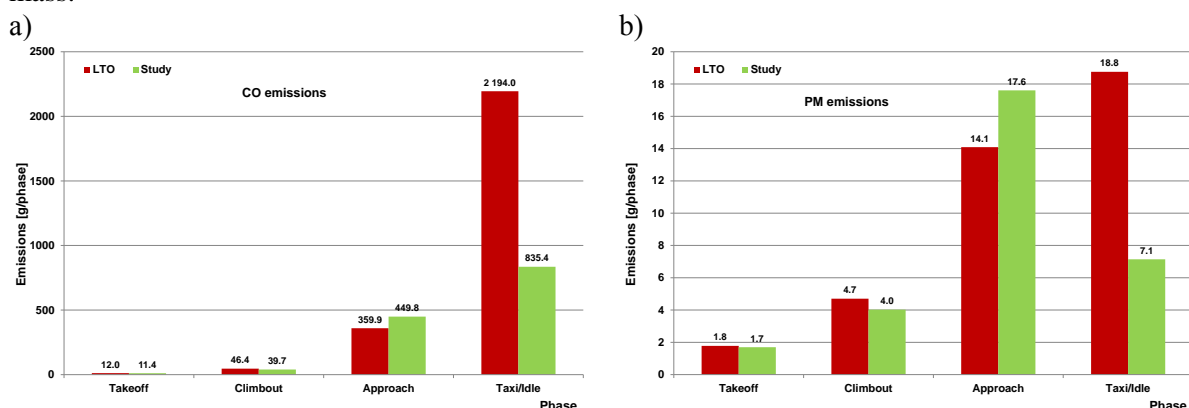 mass.
a)
2500
2000
1500
1000
500
0
Emissions [g/phase]
LTO Study
CO emissions
12.0 11.4
46.4 39.7
359.9 449.8
2 194.0 835.4
Takeoff Climbout Approach Taxi/Idle
Phase
b)
20
18
16
14
12
10
8
6
4
2
0
Emissions [g/phase]
LTO Study
PM emissions
1.8 1.7
4.7 4.0
14.1 17.6
18.8 7.1
Takeoff Climbout Approach Taxi/Idle
Phase